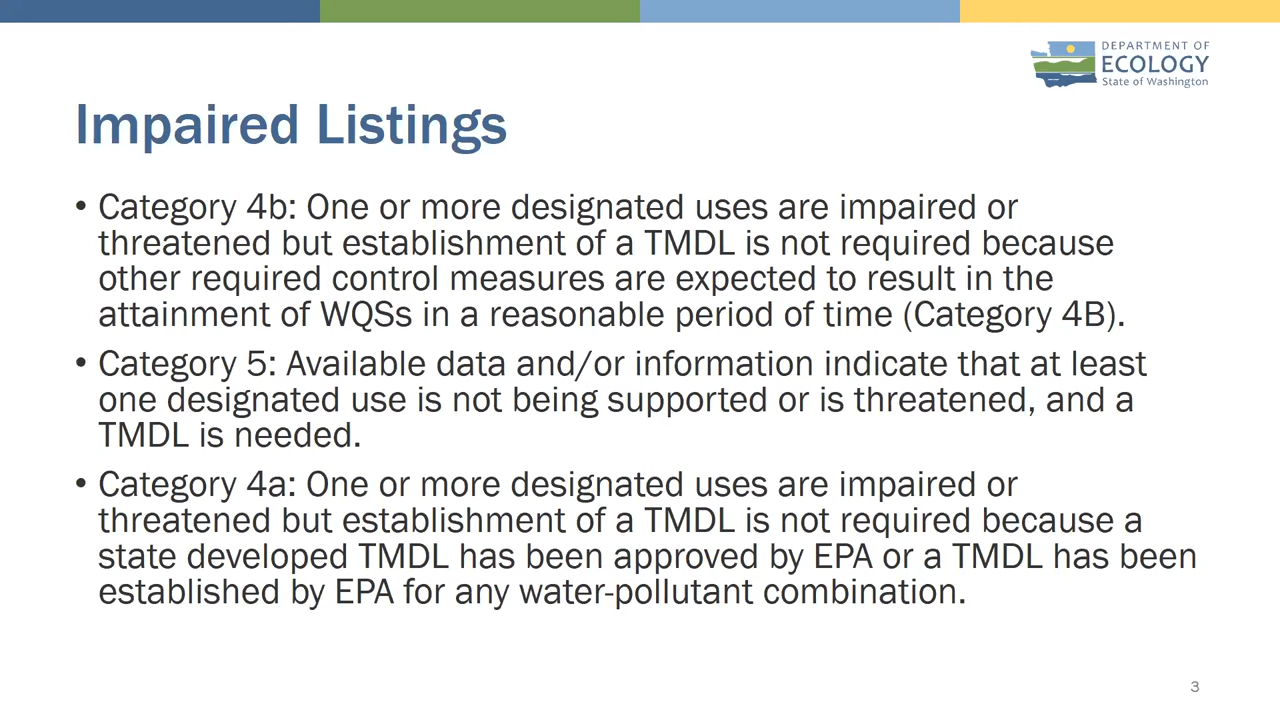 DEPARTMENT OF
ECOLOGY
State of Washington
Impaired Listings
• Category 4b: One or more designated uses are impaired or
threatened but establishment of a TMDL is not required because
other required control measures are expected to result in the
attainment of WQSs in a reasonable period of time (Category 4B).
• Category 5: Available data and/or information indicate that at least
one designated use is not being supported or is threatened, and a
TMDL is needed.
• Category 4a: One or more designated uses are impaired or
threatened but establishment of a TMDL is not required because a
state developed TMDL has been approved by EPA or a TMDL has been
established by EPA for any water-pollutant combination.
3